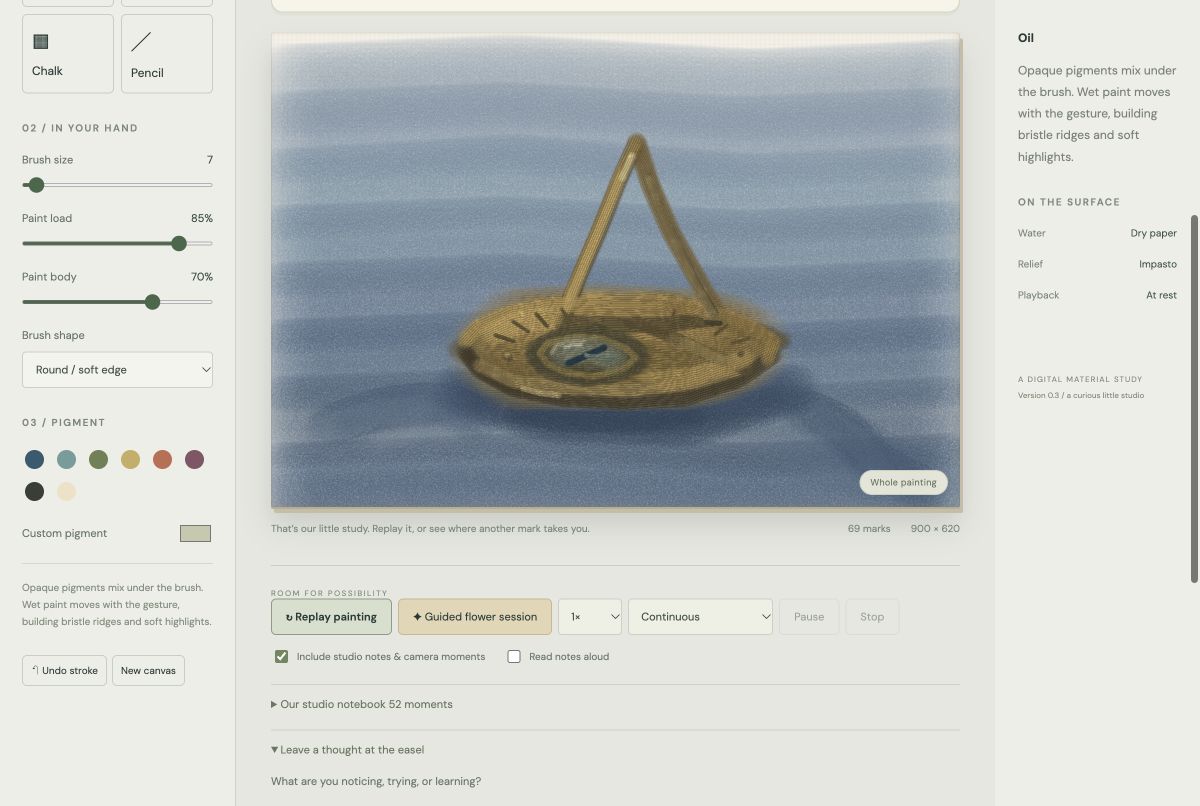 Chalk
Pencil
02 / IN YOUR HAND
Brush size 7
Paint load 85%
Paint body 70%
Brush shape
Round / soft edge
03 / PIGMENT
Custom pigment
Opaque pigments mix under the brush.
Wet paint moves with the gesture,
building bristle ridges and soft highlights.
Undo stroke
New canvas
Whole painting
That's our little study. Replay it, or see where another mark takes you.
69 marks
900 × 620
ROOM FOR POSSIBILITY
↻ Replay painting
✦ Guided flower session
1×
Continuous
Pause
Stop
Include studio notes & camera moments
Read notes aloud
Our studio notebook 52 moments
Leave a thought at the easel
What are you noticing, trying, or learning?
Oil
Opaque pigments mix under
the brush. Wet paint moves
with the gesture, building
bristle ridges and soft
highlights.
ON THE SURFACE
Water Dry paper
Relief Impasto
Playback At rest
A DIGITAL MATERIAL STUDY
Version 0.3 / a curious little studio